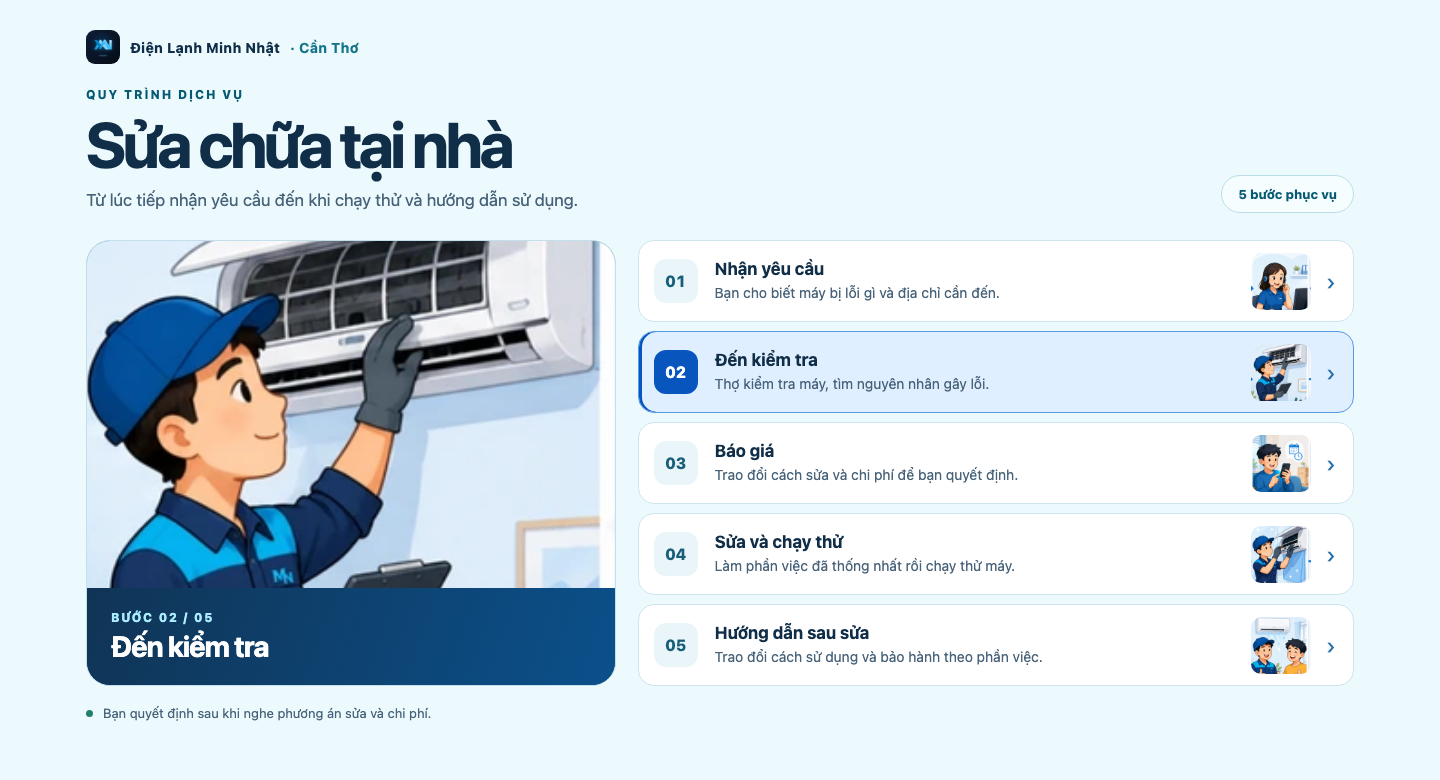 Điện Lạnh Minh Nhật · Cần Thơ
QUY TRÌNH DỊCH VỤ
Sửa chữa tại nhà
Từ lúc tiếp nhận yêu cầu đến khi chạy thử và hướng dẫn sử dụng.
5 bước phục vụ
MN
BƯỚC 02 / 05
Đến kiểm tra
01
Nhận yêu cầu
Bạn cho biết máy bị lỗi gì và địa chỉ cần đến.
02
Đến kiểm tra
Thợ kiểm tra máy, tìm nguyên nhân gây lỗi.
03
Báo giá
Trao đổi cách sửa và chi phí để bạn quyết định.
04
Sửa và chạy thử
Làm phần việc đã thống nhất rồi chạy thử máy.
05
Hướng dẫn sau sửa
Trao đổi cách sử dụng và bảo hành theo phần việc.
Bạn quyết định sau khi nghe phương án sửa và chi phí.